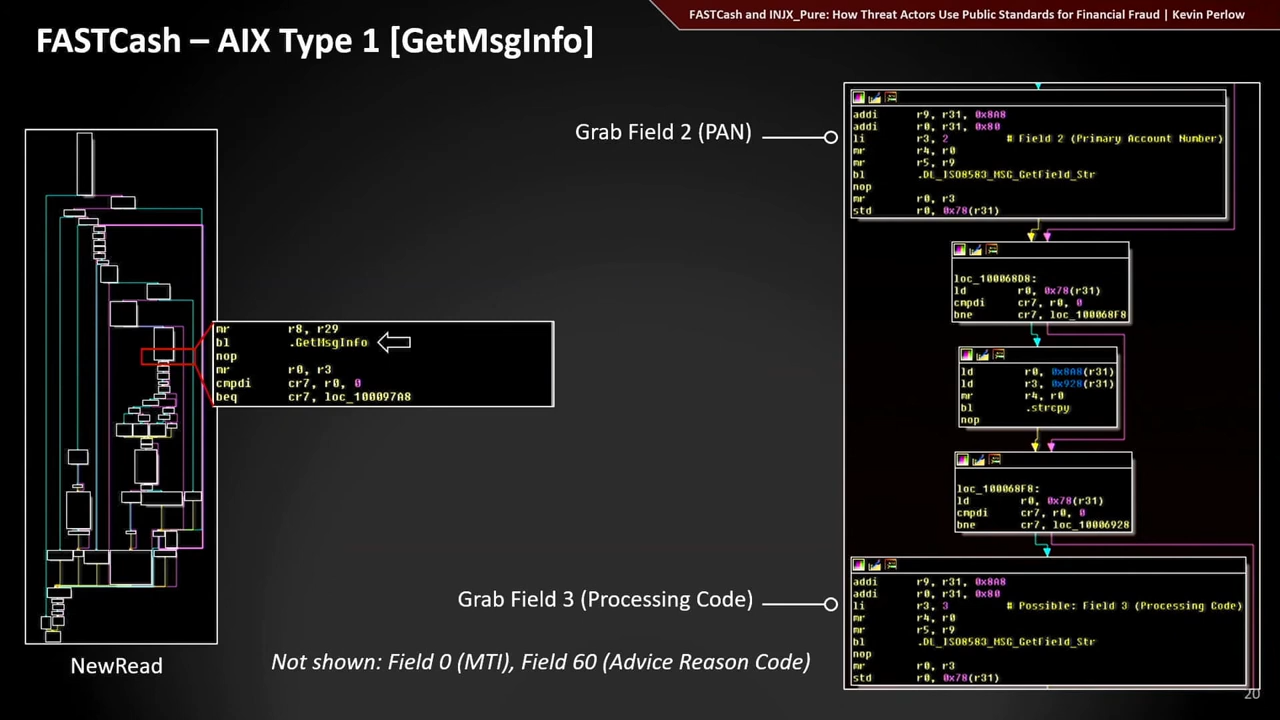 FASTCash and INJX_Pure: How Threat Actors Use Public Standards for Financial Fraud | Kevin Perlow
FASTCash – AIX Type 1 [GetMsgInfo]
Grab Field 2 (PAN)
addi r9, r31, 0x8A8
addi r0, r31, 0x80
li r3, 2 # Field 2 (Primary Account Number)
mr r4, r0
mr r5, r9
bl .DL_ISO8583_MSG_GetField_Str
nop
mr r0, r3
std r0, 0x78(r31)
loc_100068D8:
ld r0, 0x78(r31)
cmpdi cr7, r0, 0
bne cr7, loc_100068F8
mr r8, r29
bl .GetMsgInfo
nop
mr r0, r3
cmpdi cr7, r0, 0
beq cr7, loc_100097A8
ld r0, 0x8A8(r31)
ld r3, 0x928(r31)
mr r4, r0
bl .strcpy
nop
loc_100068F8:
ld r0, 0x78(r31)
cmpdi cr7, r0, 0
bne cr7, loc_10006928
Grab Field 3 (Processing Code)
addi r9, r31, 0x8A8
addi r0, r31, 0x80
li r3, 3 # Possible: Field 3 (Processing Code)
mr r4, r0
mr r5, r9
bl .DL_ISO8583_MSG_GetField_Str
nop
mr r0, r3
std r0, 0x78(r31)
NewRead
Not shown: Field 0 (MTI), Field 60 (Advice Reason Code)
20